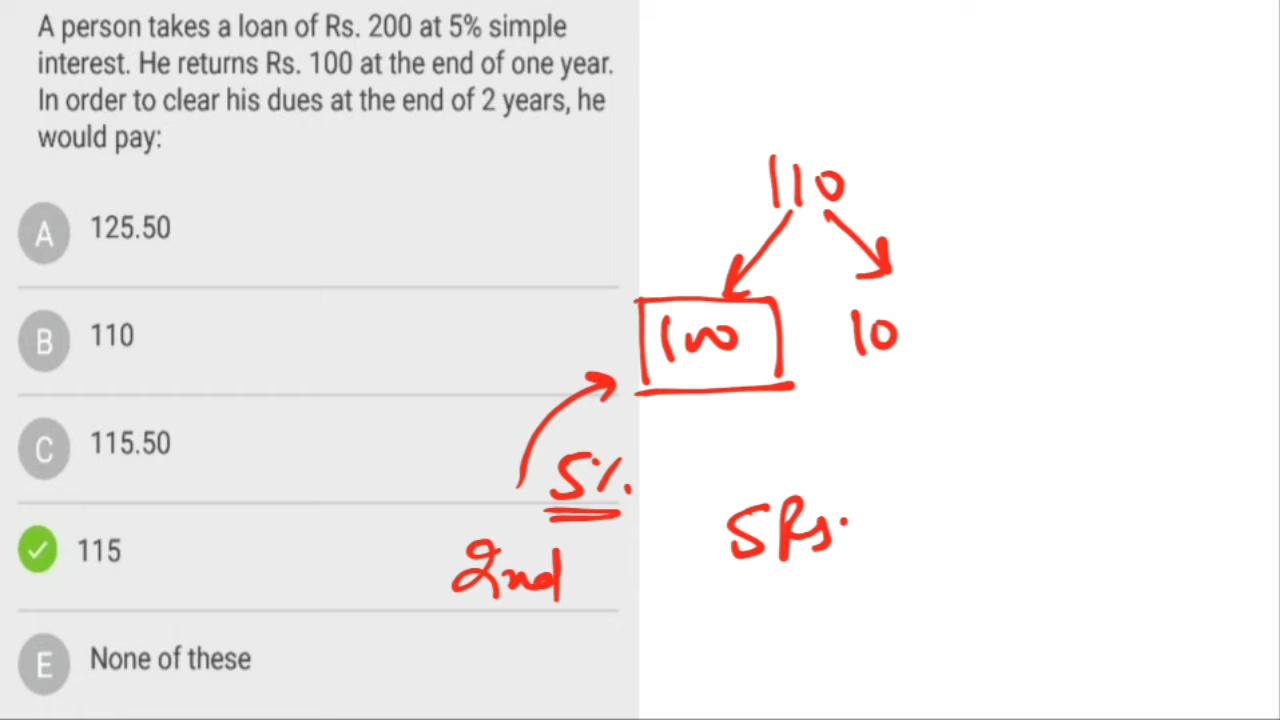 A person takes a loan of Rs. 200 at 5% simple
interest. He returns Rs. 100 at the end of one year.
In order to clear his dues at the end of 2 years, he
would pay:
A 125.50
B 110
C 115.50
115
E None of these
110
100
10
5%.
2nd
5 Rs.